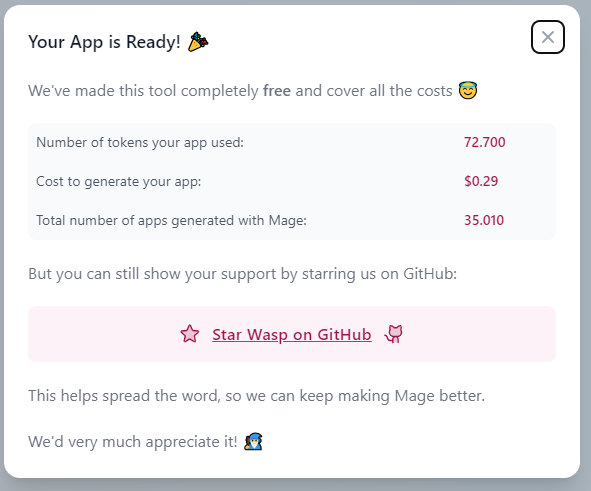 Your App is Ready! 🎉
We've made this tool completely free and cover all the costs 😇
Number of tokens your app used: 72.700
Cost to generate your app: $0.29
Total number of apps generated with Mage: 35.010
But you can still show your support by starring us on GitHub:
Star Wasp on GitHub
This helps spread the word, so we can keep making Mage better.
We'd very much appreciate it! 🧙